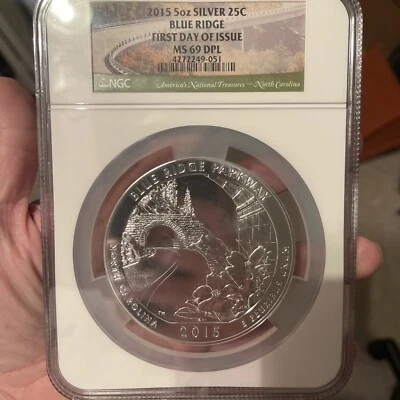 2015 5oz SILVER 25C
BLUE RIDGE
FIRST DAY OF ISSUE
MS 69 DPL
4272249-051
NGC
America's National Treasures ~ North Carolina
BLUE RIDGE PARKWAY
NORTH CAROLINA
2015
E PLURIBUS UNUM